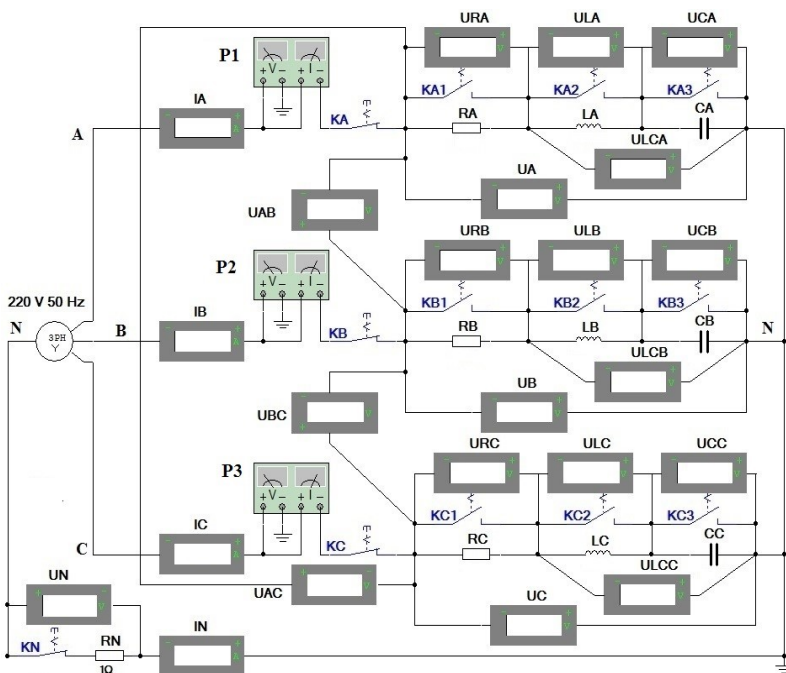 URA ULA UCA
P1
KA1 KA2 KA3
IA KA RA LA CA
A
ULCA
UA
UAB
URB ULB UCB
P2
220 V 50 Hz
KB1 KB2 KB3
N B IB KB RB LB CB N
3PH
Y
ULCB
UB
UBC
URC ULC UCC
P3
KC1 KC2 KC3
C IC KC RC LC CC
UAC
ULCC
UC
UN
KN RN IN
1Ω